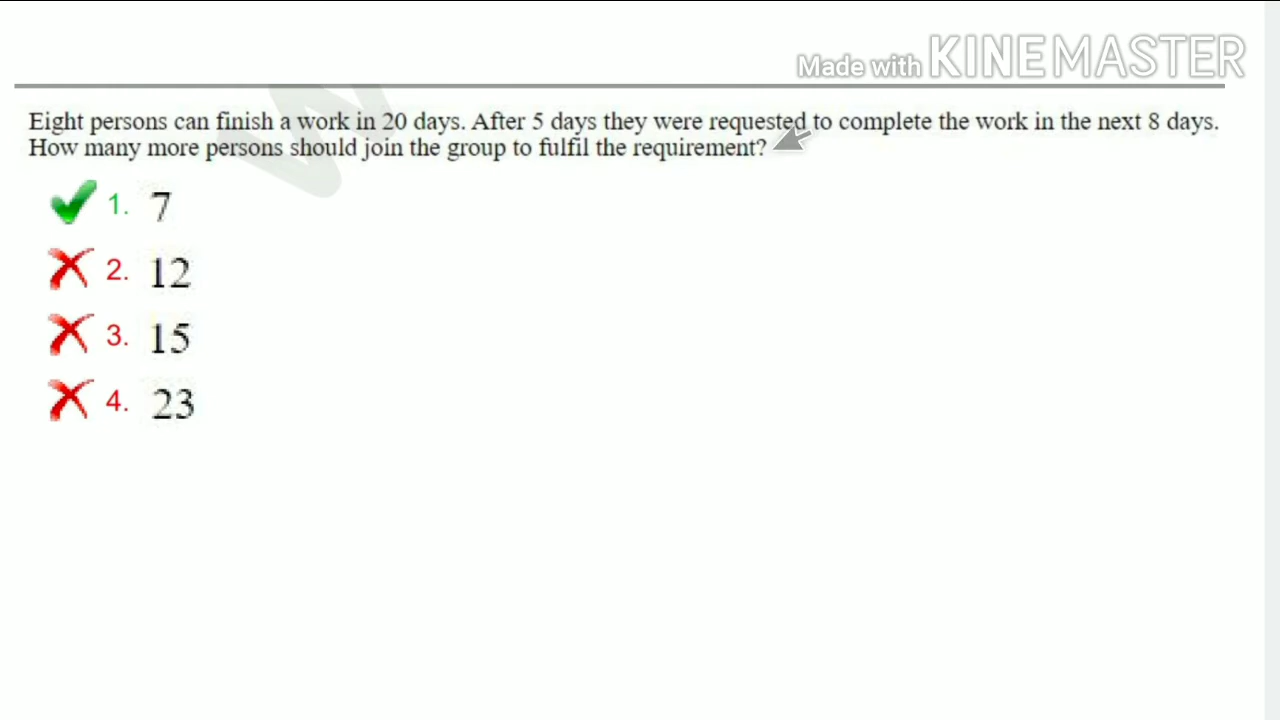 Made with KINEMASTER
Eight persons can finish a work in 20 days. After 5 days they were requested to complete the work in the next 8 days.
How many more persons should join the group to fulfil the requirement?
1. 7
2. 12
3. 15
4. 23